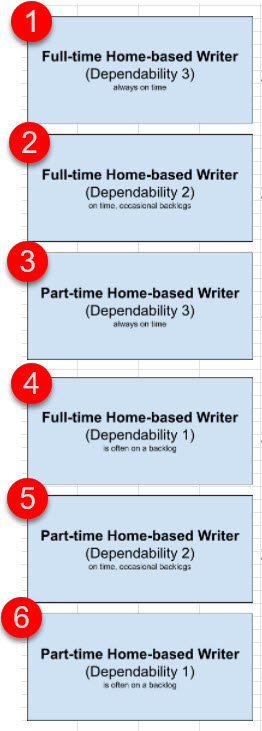 1
Full-time Home-based Writer
(Dependability 3)
always on time
2
Full-time Home-based Writer
(Dependability 2)
on time, occasional backlogs
3
Part-time Home-based Writer
(Dependability 3)
always on time
4
Full-time Home-based Writer
(Dependability 1)
is often on a backlog
5
Part-time Home-based Writer
(Dependability 2)
on time, occasional backlogs
6
Part-time Home-based Writer
(Dependability 1)
is often on a backlog